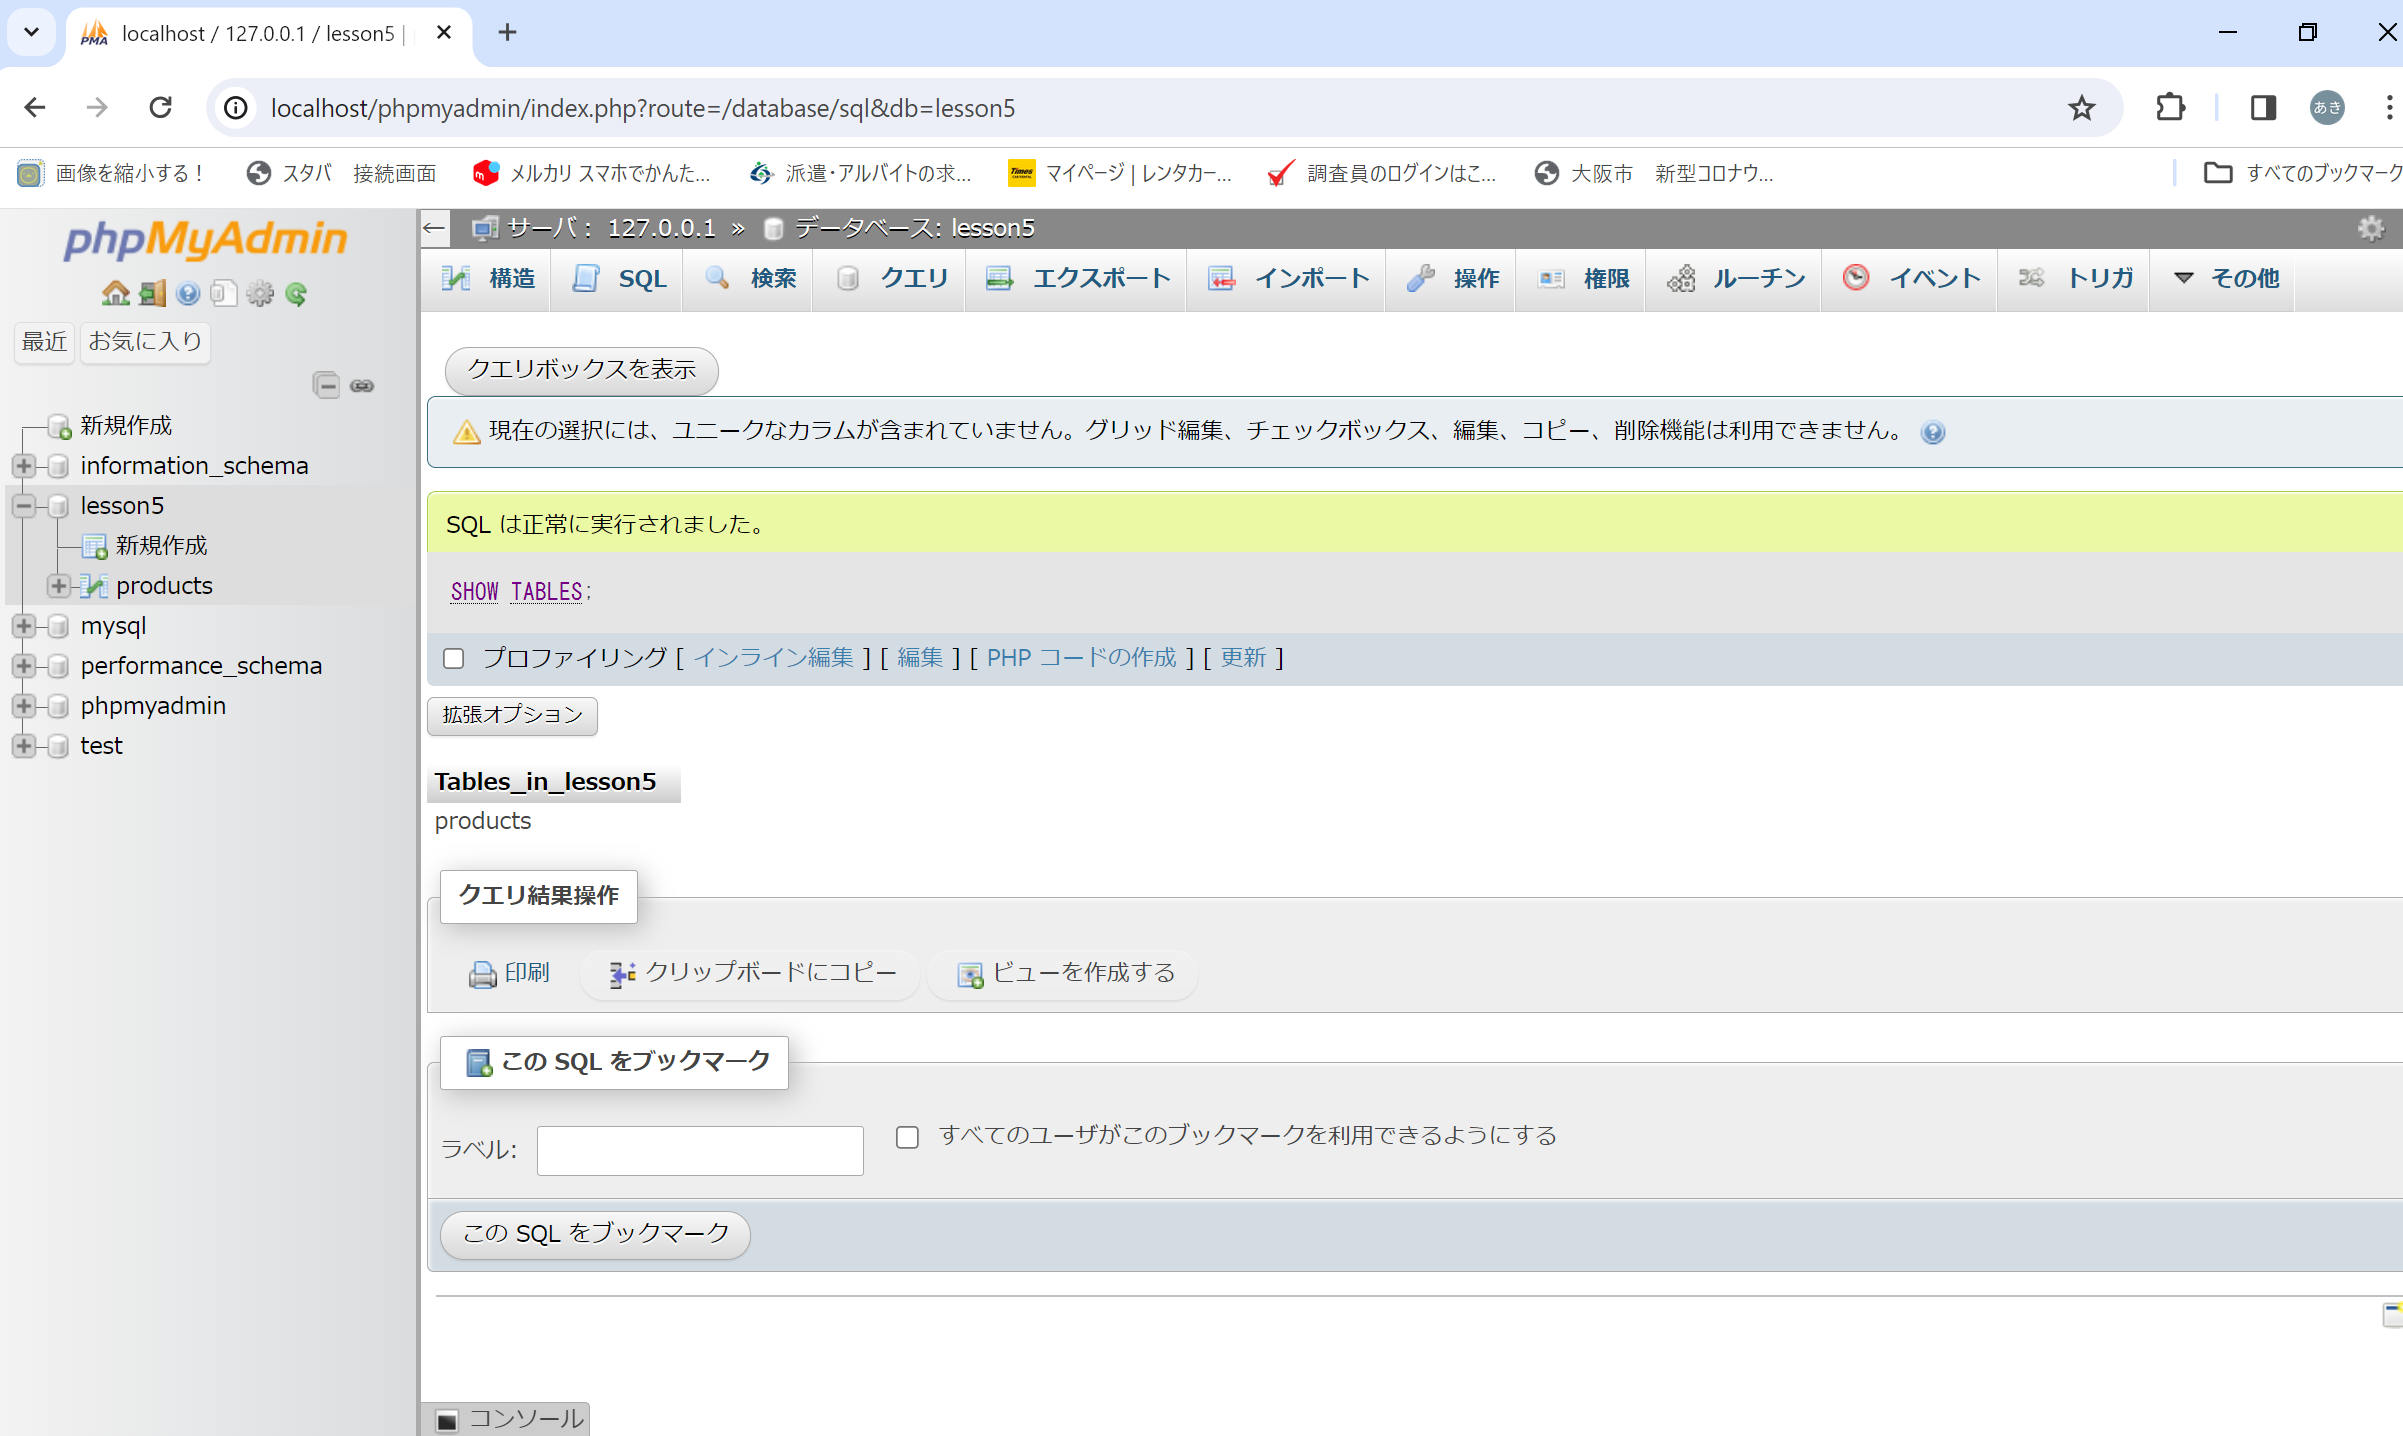 localhost / 127.0.0.1 / lesson5 |
localhost/phpmyadmin/index.php?route=/database/sql&db=lesson5
あき
画像を縮小する！ スタバ 接続画面 メルカリ スマホでかんた... 派遣・アルバイトの求... マイページ | レンタカー... 調査員のログインはこ... 大阪市 新型コロナウ... すべてのブックマーク
phpMyAdmin
最近 お気に入り
新規作成
information_schema
lesson5
新規作成
products
mysql
performance_schema
phpmyadmin
test
サーバ： 127.0.0.1 » データベース: lesson5
構造 SQL 検索 クエリ エクスポート インポート 操作 権限 ルーチン イベント トリガ その他
クエリボックスを表示
現在の選択には、ユニークなカラムが含まれていません。グリッド編集、チェックボックス、編集、コピー、削除機能は利用できません。
SQL は正常に実行されました。
SHOW TABLES;
プロファイリング [ インライン編集 ] [ 編集 ] [ PHP コードの作成 ] [ 更新 ]
拡張オプション
Tables_in_lesson5
products
クエリ結果操作
印刷 クリップボードにコピー ビューを作成する
この SQL をブックマーク
ラベル: すべてのユーザがこのブックマークを利用できるようにする
この SQL をブックマーク
コンソール